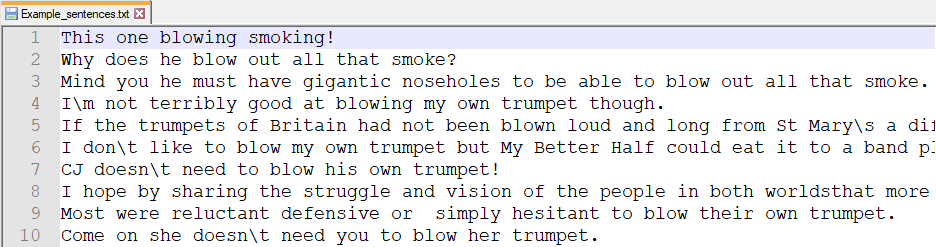 Example_sentences.txt
1 This one blowing smoking!
2 Why does he blow out all that smoke?
3 Mind you he must have gigantic noseholes to be able to blow out all that smoke.
4 I\m not terribly good at blowing my own trumpet though.
5 If the trumpets of Britain had not been blown loud and long from St Mary\s a dif
6 I don\t like to blow my own trumpet but My Better Half could eat it to a band pl
7 CJ doesn\t need to blow his own trumpet!
8 I hope by sharing the struggle and vision of the people in both worldsthat more
9 Most were reluctant defensive or  simply hesitant to blow their own trumpet.
10 Come on she doesn\t need you to blow her trumpet.